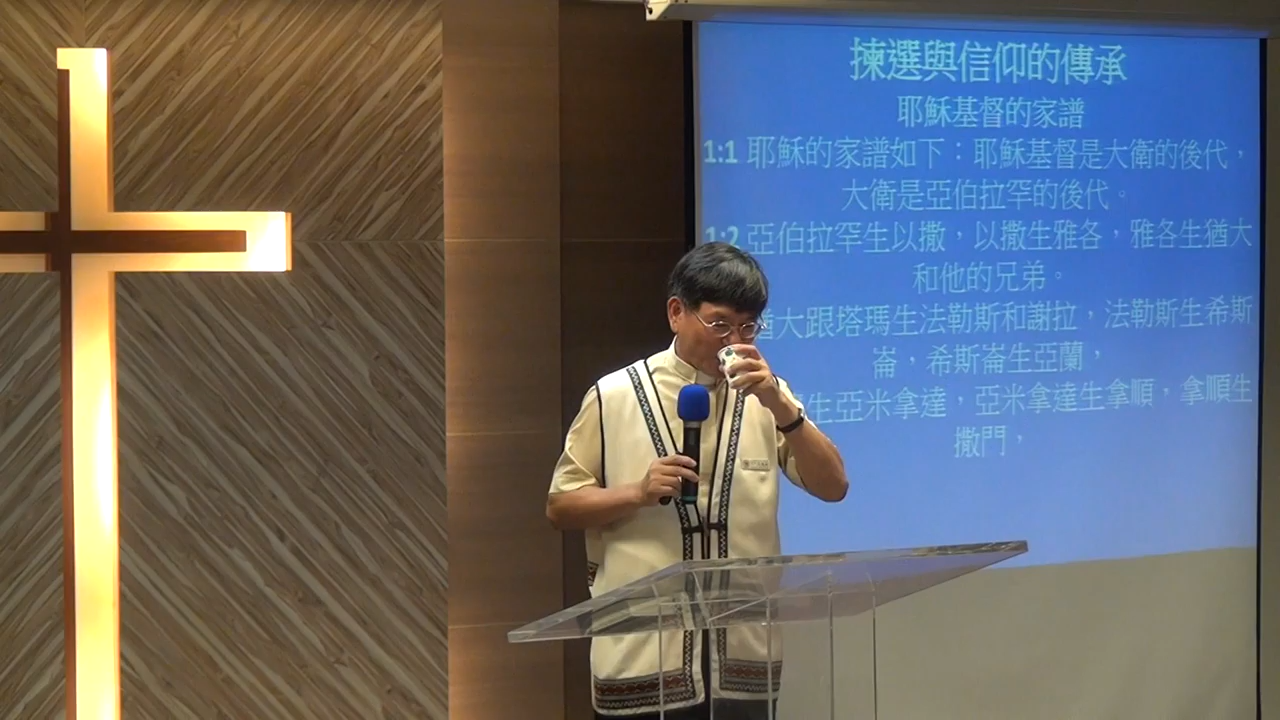 揀選與信仰的傳承
耶穌基督的家譜
1:1 耶穌的家譜如下：耶穌基督是大衛的後代，
大衛是亞伯拉罕的後代。
1:2 亞伯拉罕生以撒，以撒生雅各，雅各生猶大
和他的兄弟。
猶大跟塔瑪生法勒斯和謝拉，法勒斯生希斯
崙，希斯崙生亞蘭，
生亞米拿達，亞米拿達生拿順，拿順生
撒門，